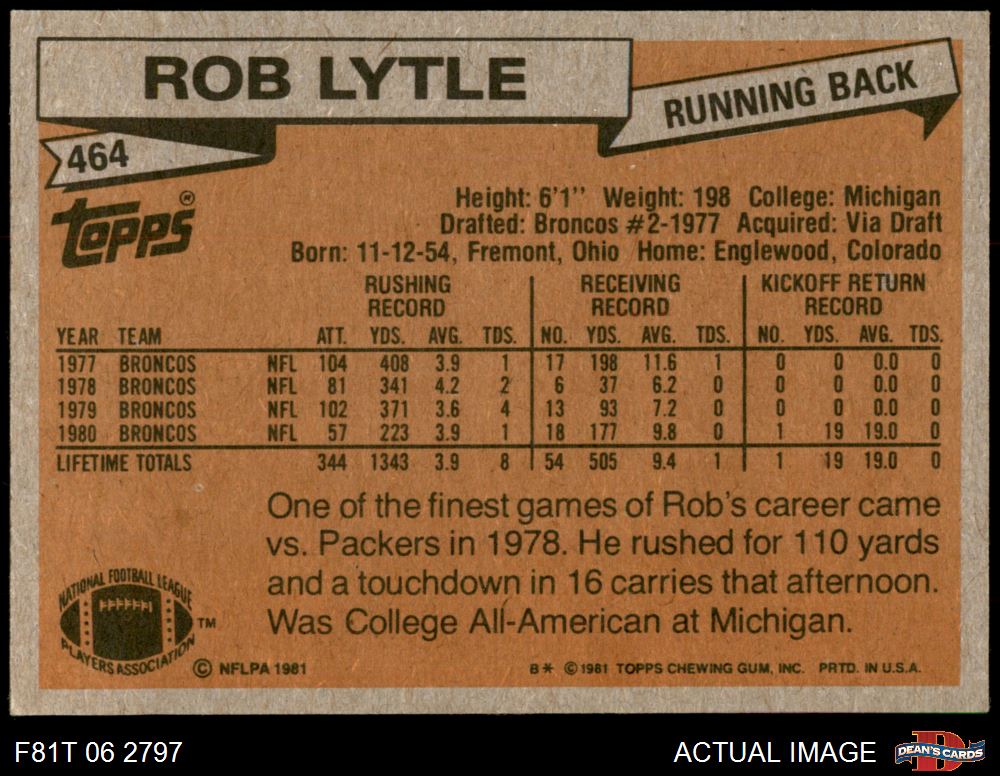 ROB LYTLE
RUNNING BACK
464
topps®
Height: 6'1'' Weight: 198 College: Michigan
Drafted: Broncos #2-1977 Acquired: Via Draft
Born: 11-12-54, Fremont, Ohio Home: Englewood, Colorado
RUSHING RECORD RECEIVING RECORD KICKOFF RETURN RECORD
YEAR TEAM ATT. YDS. AVG. TDS. NO. YDS. AVG. TDS. NO. YDS. AVG. TDS.
1977 BRONCOS NFL 104 408 3.9 1 17 198 11.6 1 0 0 0.0 0
1978 BRONCOS NFL 81 341 4.2 2 6 37 6.2 0 0 0 0.0 0
1979 BRONCOS NFL 102 371 3.6 4 13 93 7.2 0 0 0 0.0 0
1980 BRONCOS NFL 57 223 3.9 1 18 177 9.8 0 1 19 19.0 0
LIFETIME TOTALS 344 1343 3.9 8 54 505 9.4 1 1 19 19.0 0
One of the finest games of Rob's career came
vs. Packers in 1978. He rushed for 110 yards
and a touchdown in 16 carries that afternoon.
Was College All-American at Michigan.
NATIONAL FOOTBALL LEAGUE
PLAYERS ASSOCIATION
TM
© NFLPA 1981
B* © 1981 TOPPS CHEWING GUM, INC. PRTD. IN U.S.A.
F81T 06 2797
ACTUAL IMAGE
D
DEAN'S CARDS